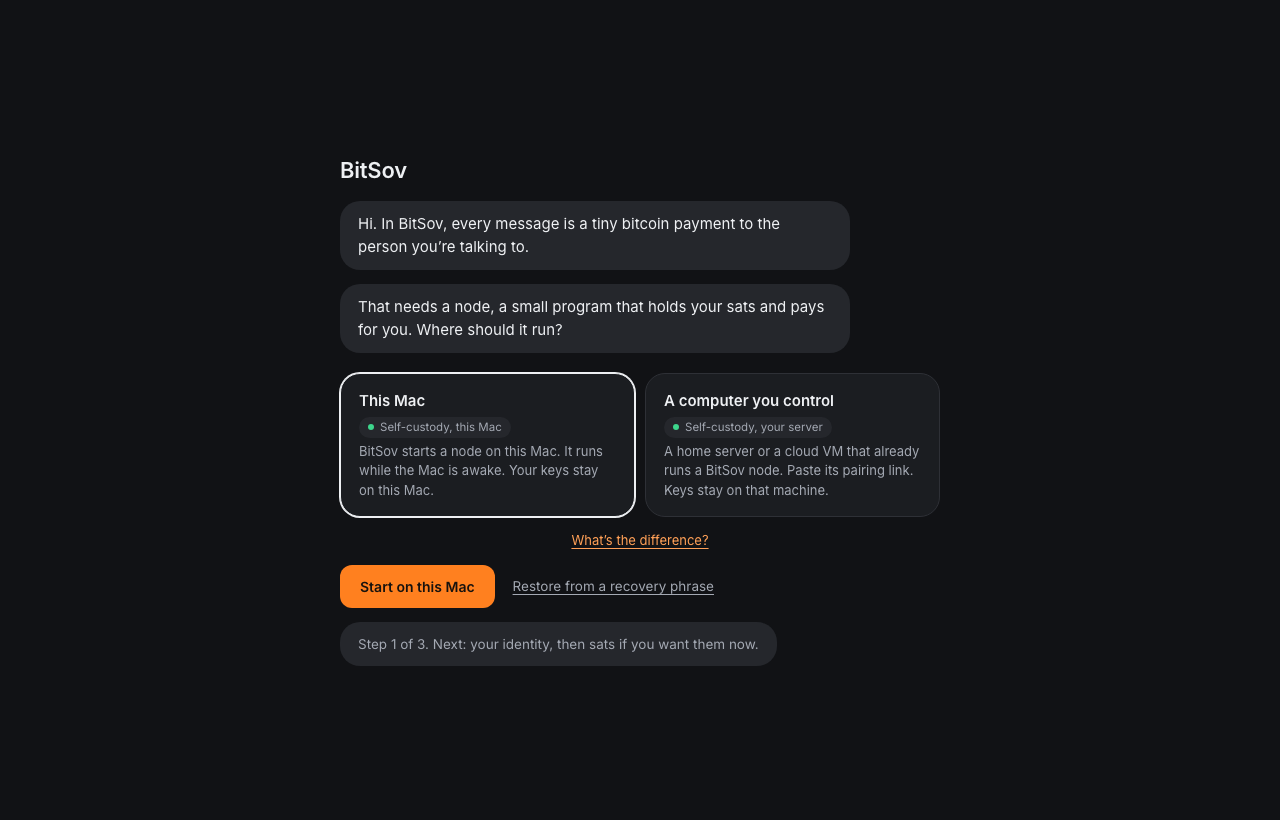 BitSov
Hi. In BitSov, every message is a tiny bitcoin payment to the
person you’re talking to.
That needs a node, a small program that holds your sats and pays
for you. Where should it run?
This Mac
Self-custody, this Mac
BitSov starts a node on this Mac. It runs
while the Mac is awake. Your keys stay
on this Mac.
A computer you control
Self-custody, your server
A home server or a cloud VM that already
runs a BitSov node. Paste its pairing link.
Keys stay on that machine.
What’s the difference?
Start on this Mac
Restore from a recovery phrase
Step 1 of 3. Next: your identity, then sats if you want them now.